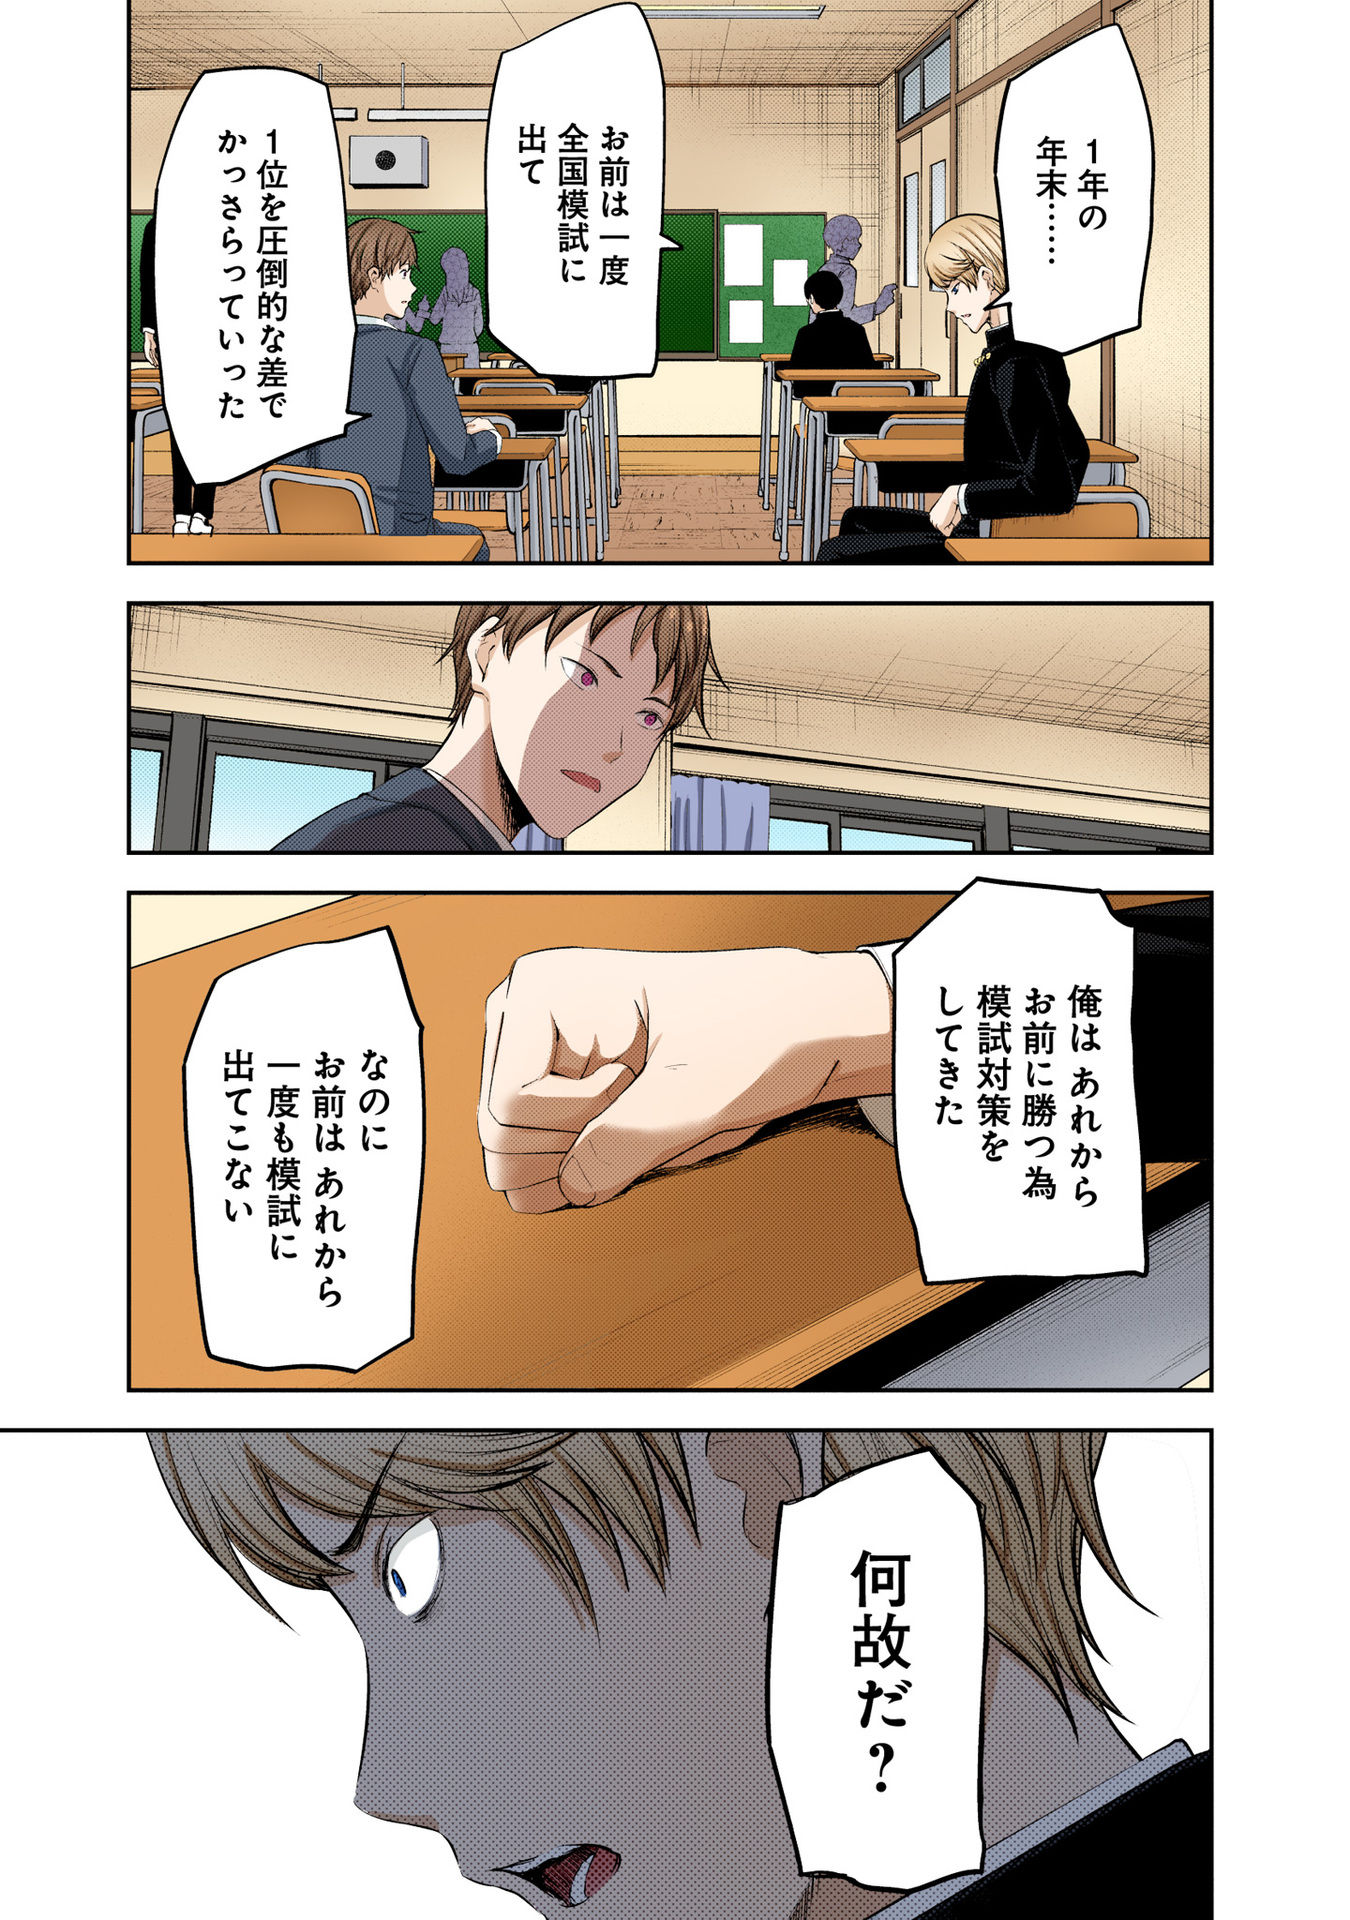 1年の
年末……
お前は一度
全国模試に
出て
1位を圧倒的な差で
かっさらっていった
俺はあれから
お前に勝つ為
模試対策を
してきた
なのに
お前はあれから
一度も模試に
出てこない
何故だ?